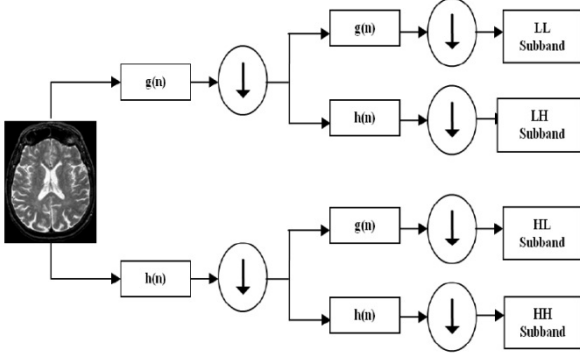 g(n)
g(n)
LL
Subband
h(n)
LH
Subband
h(n)
g(n)
HL
Subband
h(n)
HH
Subband